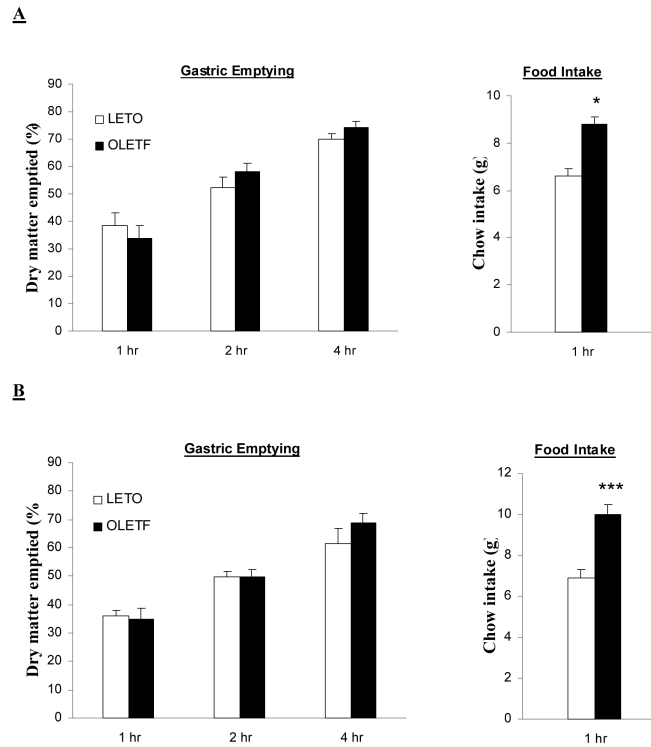 A
Gastric Emptying
Dry matter emptied (%)
90
80
70
60
50
40
30
20
10
0
LETO
OLETF
1 hr
2 hr
4 hr
Food Intake
Chow intake (g)
10
8
6
4
2
0
*
1 hr
B
Gastric Emptying
Dry matter emptied (%
90
80
70
60
50
40
30
20
10
0
LETO
OLETF
1 hr
2 hr
4 hr
Food Intake
Chow intake (g)
12
10
8
6
4
2
0
***
1 hr